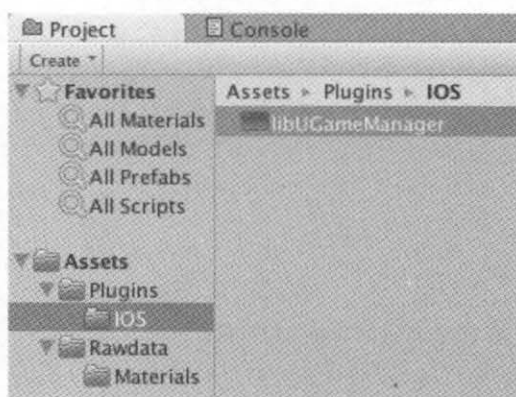 Project
Console
Create
Favorites
Assets ▸ Plugins ▸ IOS
All Materials
libUGameManager
All Models
All Prefabs
All Scripts
Assets
Plugins
IOS
Rawdata
Materials